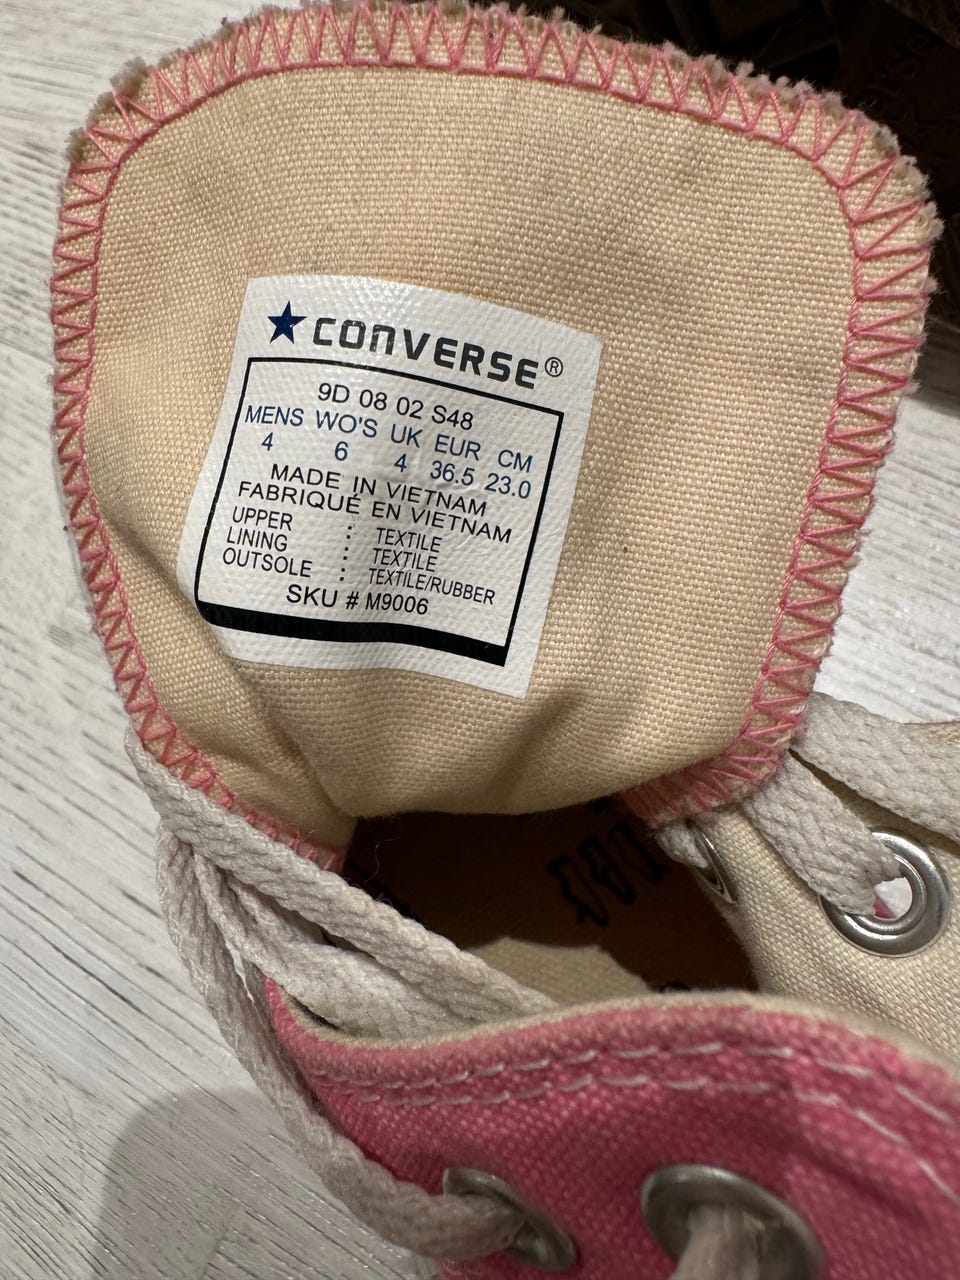 CONVERSE®
9D 08 02 S48
MENS WO'S UK EUR CM
4 6 4 36.5 23.0
MADE IN VIETNAM
FABRIQUÉ EN VIETNAM
UPPER : TEXTILE
LINING : TEXTILE
OUTSOLE : TEXTILE/RUBBER
SKU # M9006